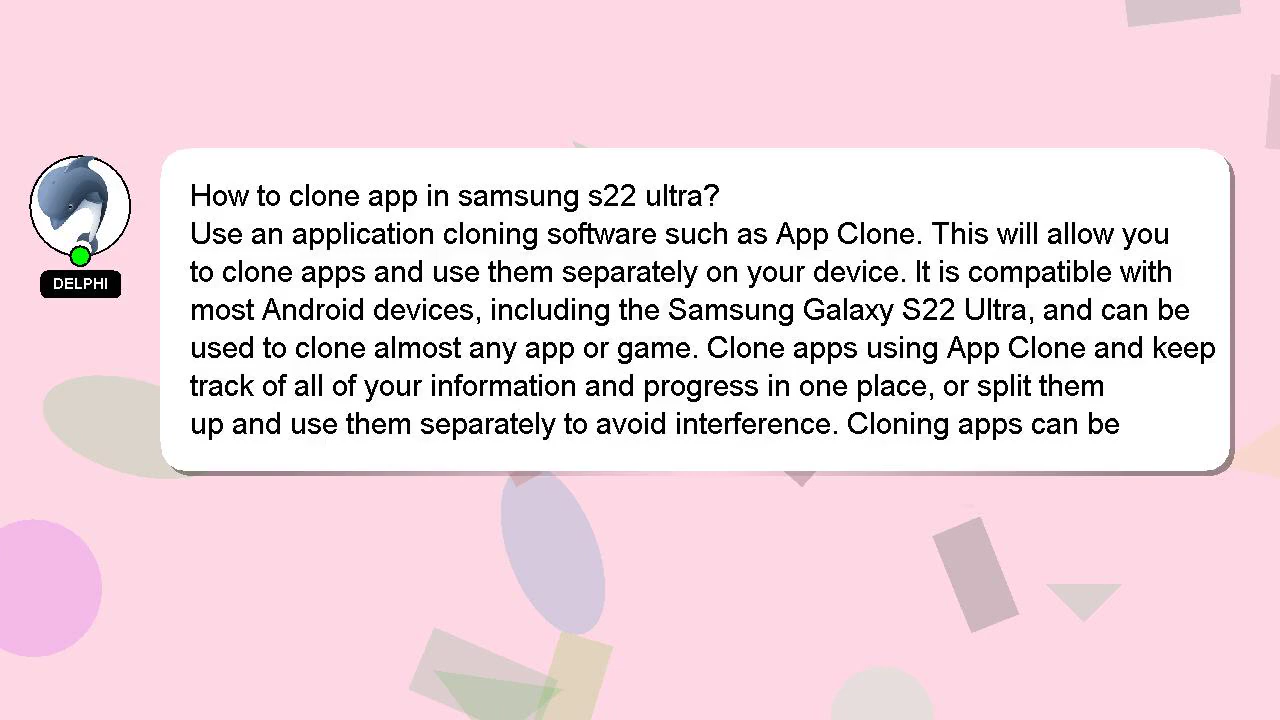 How to clone app in samsung s22 ultra?
Use an application cloning software such as App Clone. This will allow you
to clone apps and use them separately on your device. It is compatible with
most Android devices, including the Samsung Galaxy S22 Ultra, and can be
used to clone almost any app or game. Clone apps using App Clone and keep
track of all of your information and progress in one place, or split them
up and use them separately to avoid interference. Cloning apps can be
DELPHI